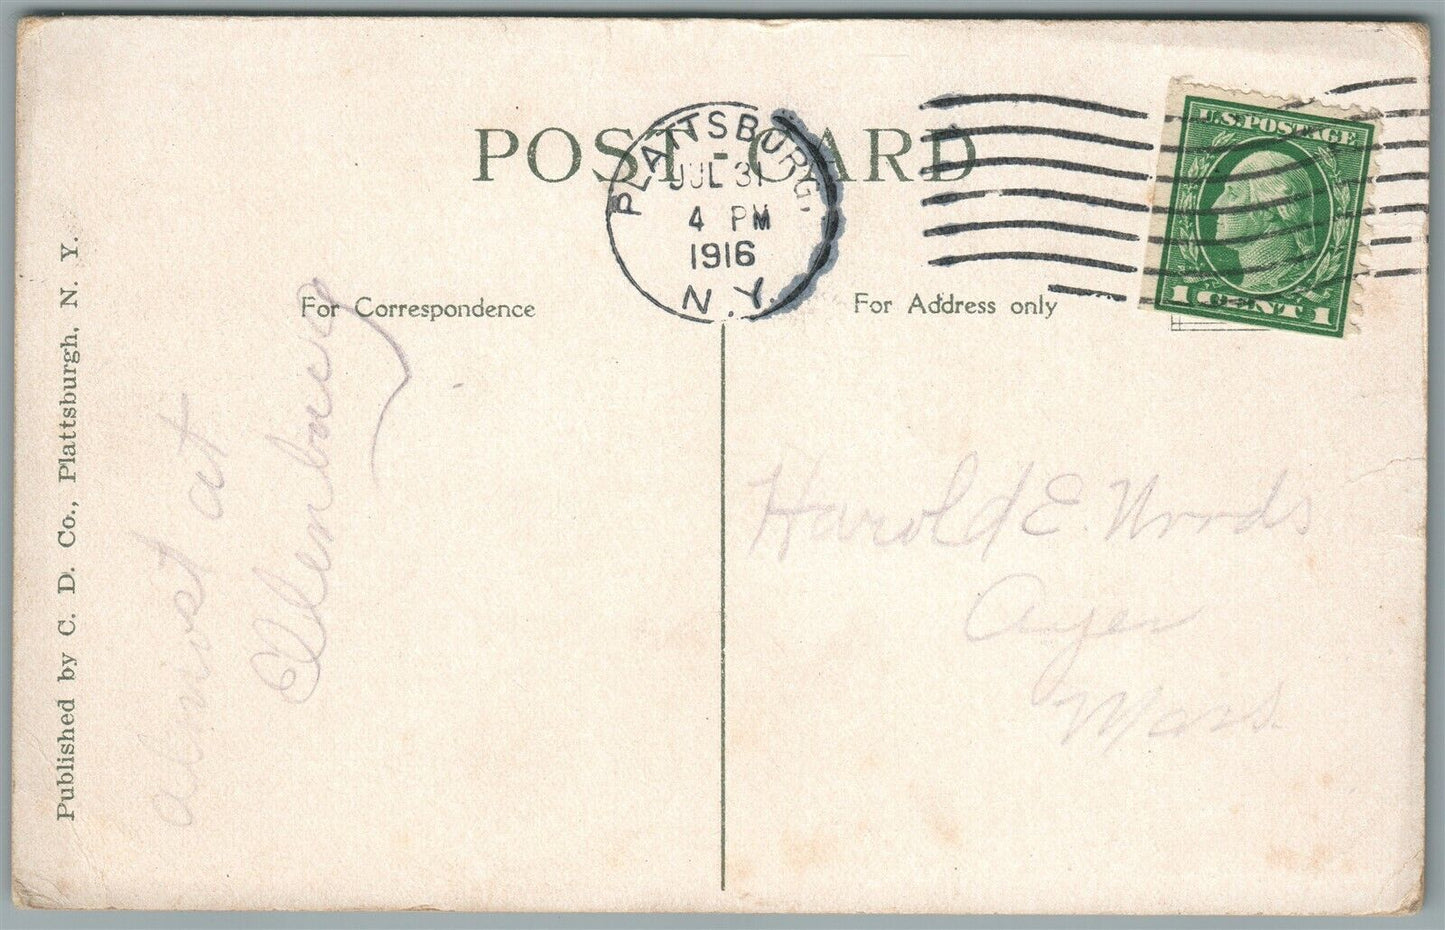 POST-CARD
PLATTSBURG,
JUL 31
4 PM
1916
N.Y.
U.S.POSTAGE
1 CENT 1
For Correspondence
For Address only
Published by C. D. Co., Plattsburgh, N. Y.
almost at
Harold E. Woods
Ayer
Mass.